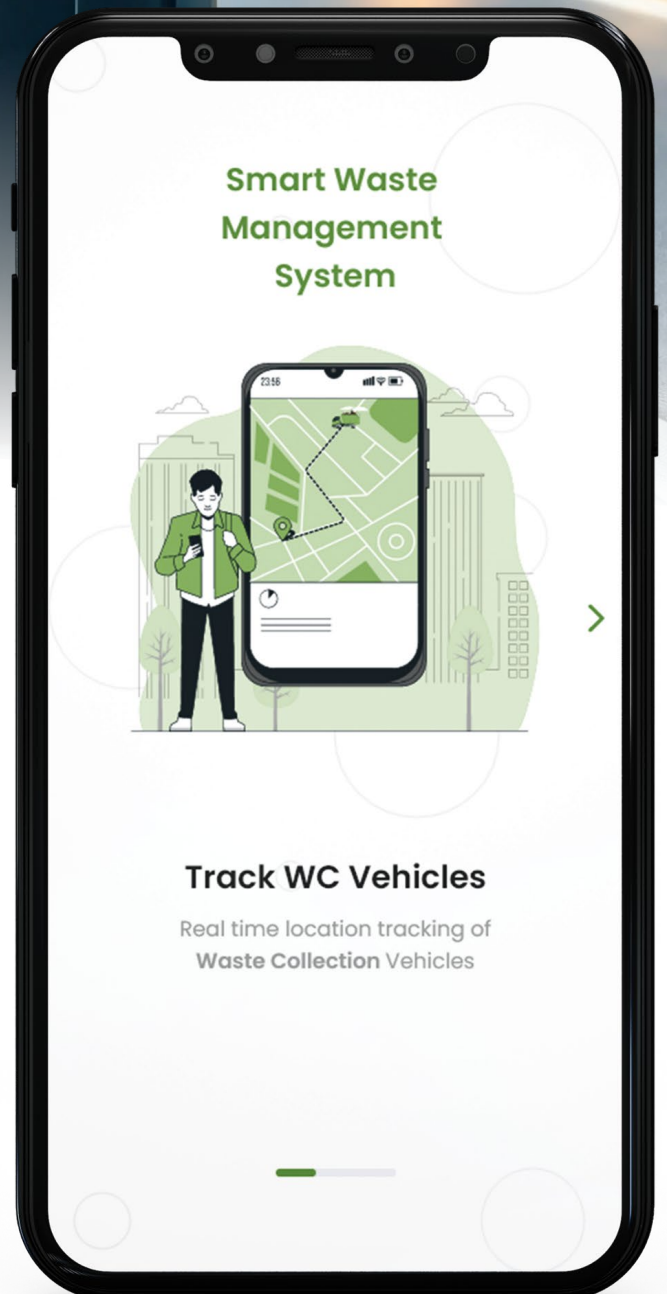 Smart Waste
Management
System
23:56
Track WC Vehicles
Real time location tracking of
Waste Collection Vehicles